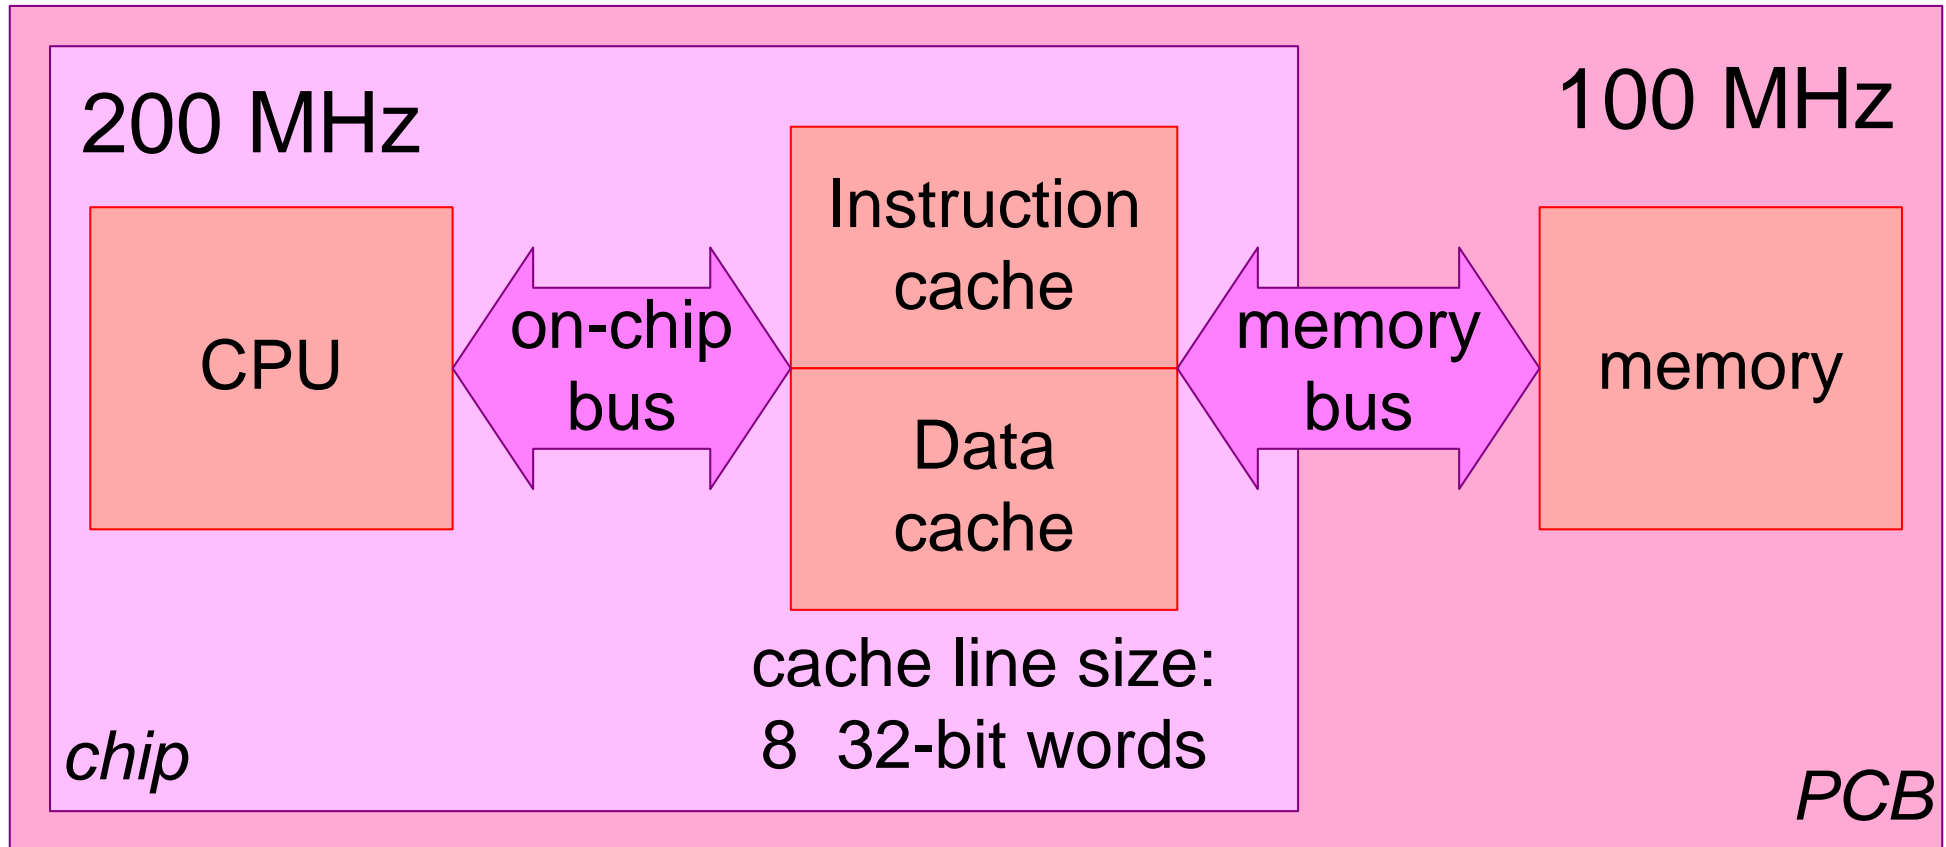 200 MHz
100 MHz
CPU
on-chip
bus
Instruction
cache
Data
cache
memory
bus
memory
cache line size:
8  32-bit words
chip
PCB